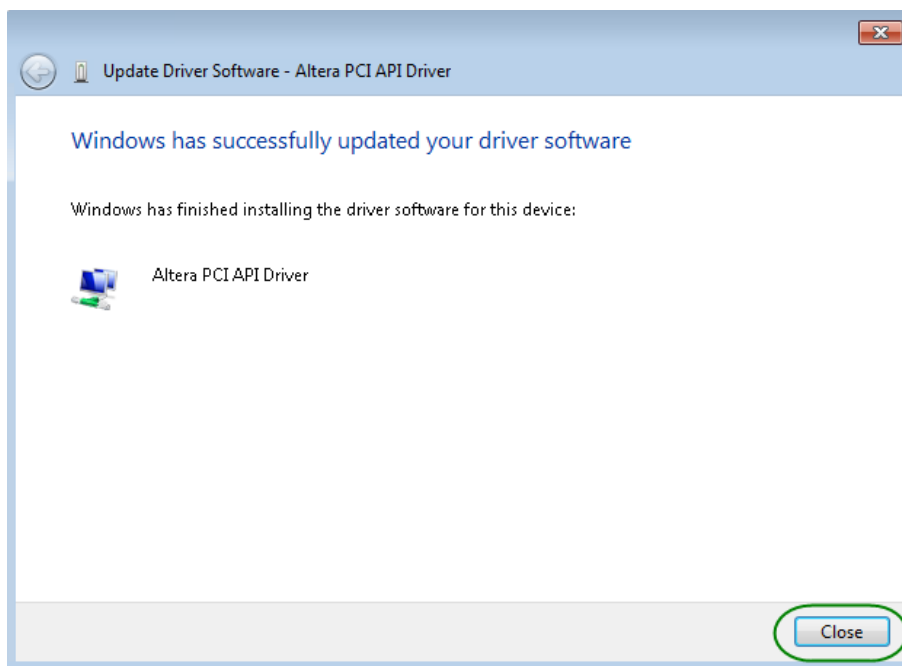 Update Driver Software - Altera PCI API Driver
Windows has successfully updated your driver software
Windows has finished installing the driver software for this device:
Altera PCI API Driver
Close